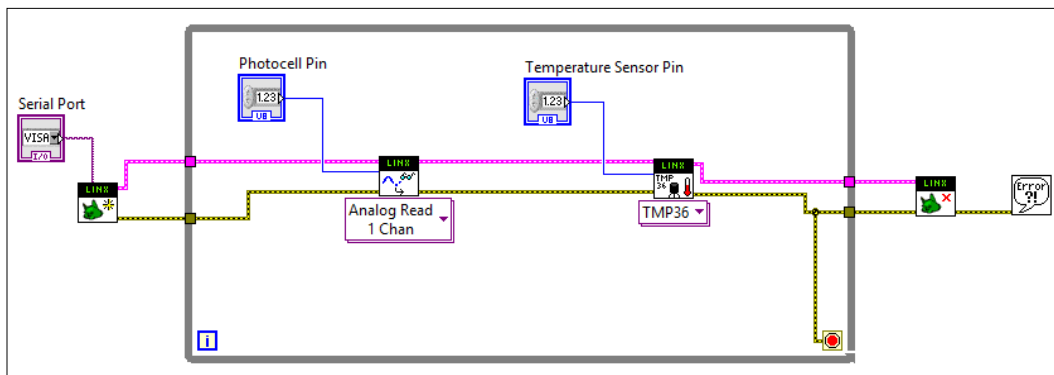 Photocell Pin
Temperature Sensor Pin
1.23
U8
1.23
U8
Serial Port
VISA
I/O
LINX
LINX
LINX
TMP
36
LINX
Error
?!
Analog Read
1 Chan
TMP36
i